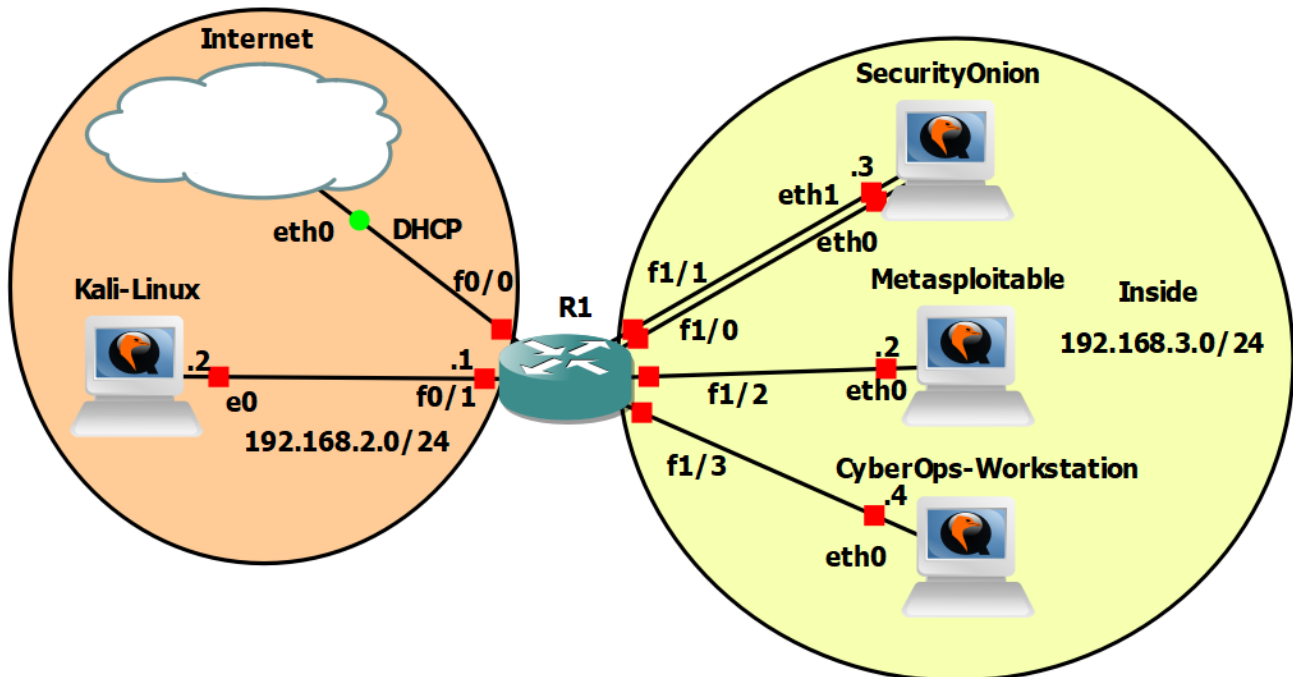 Internet
SecurityOnion
.3
eth1
eth0
DHCP
eth0
f0/0
f1/1
f1/0
Kali-Linux
R1
Metasploitable
Inside
192.168.3.0/24
.2
e0
.1
f0/1
.2
eth0
f1/2
192.168.2.0/24
f1/3
CyberOps-Workstation
.4
eth0